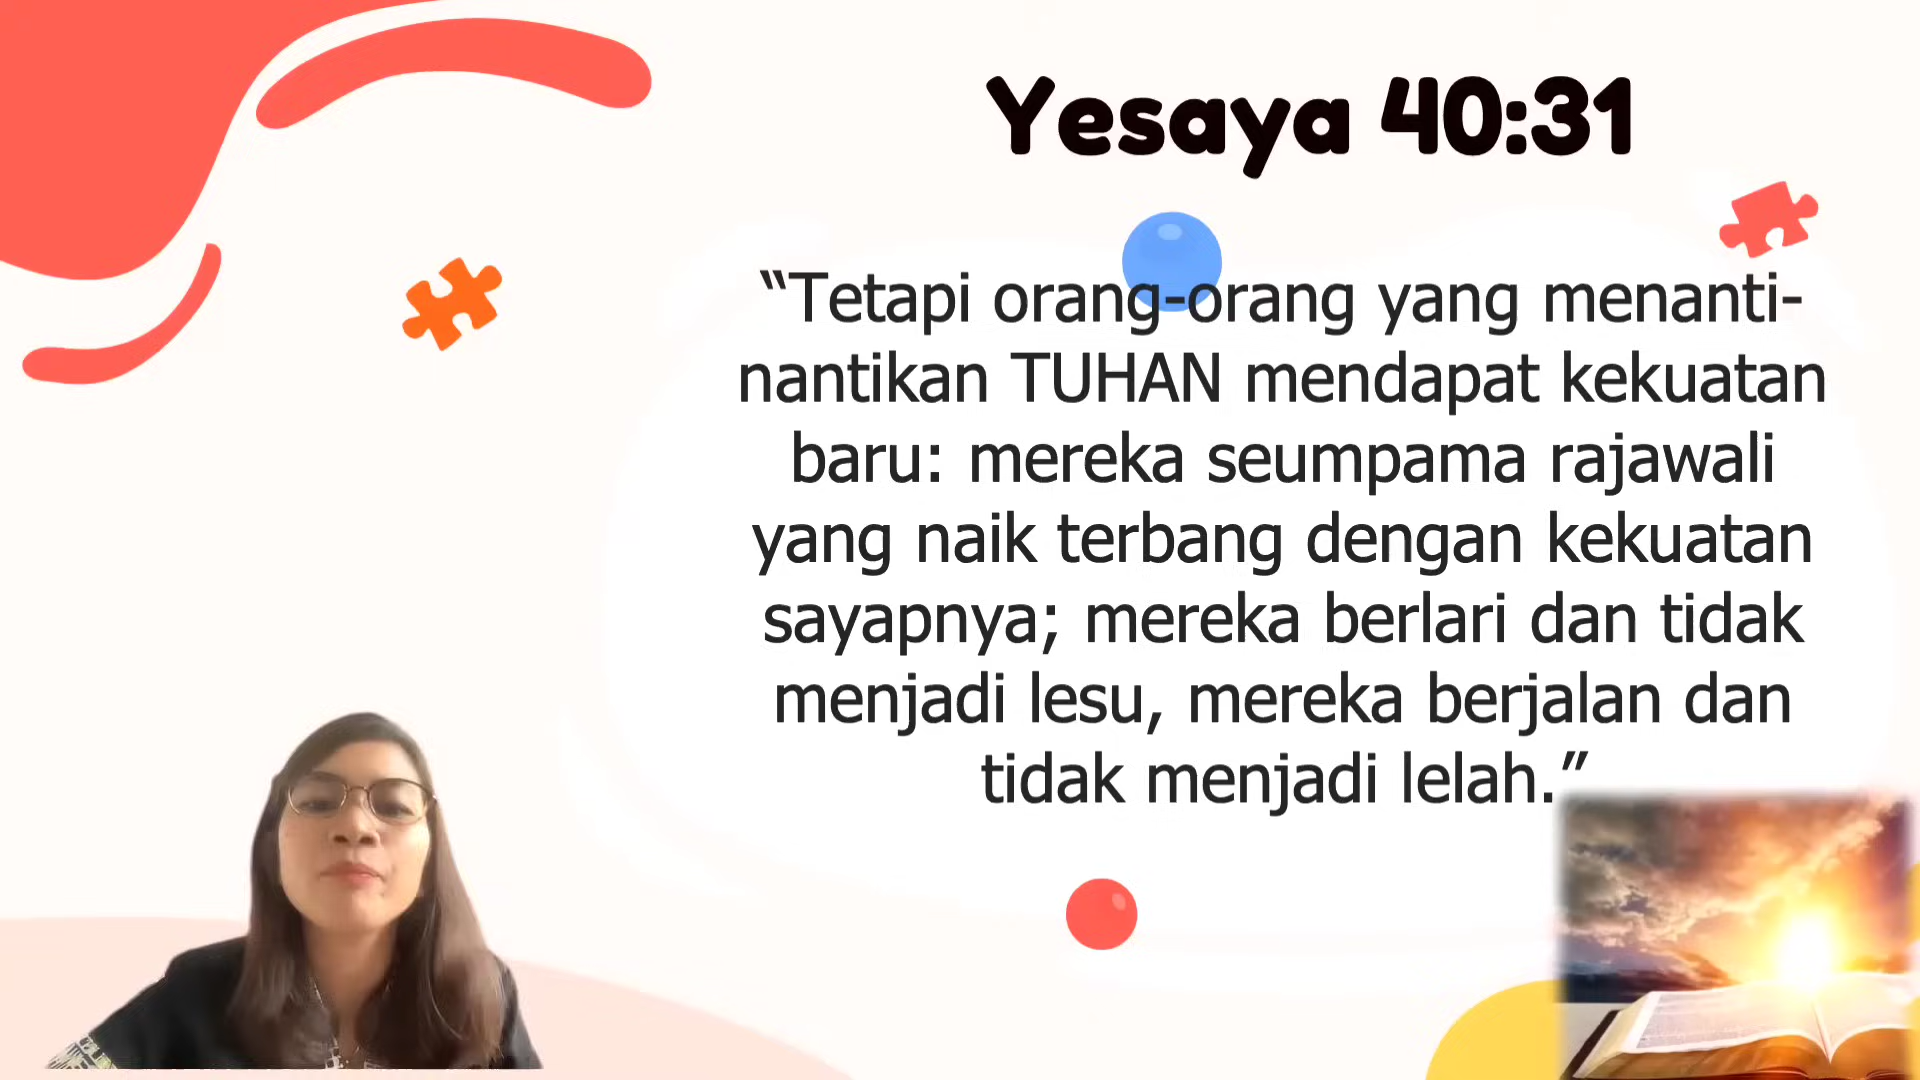 Yesaya 40:31
“Tetapi orang-orang yang menanti-
nantikan TUHAN mendapat kekuatan
baru: mereka seumpama rajawali
yang naik terbang dengan kekuatan
sayapnya; mereka berlari dan tidak
menjadi lesu, mereka berjalan dan
tidak menjadi lelah.”